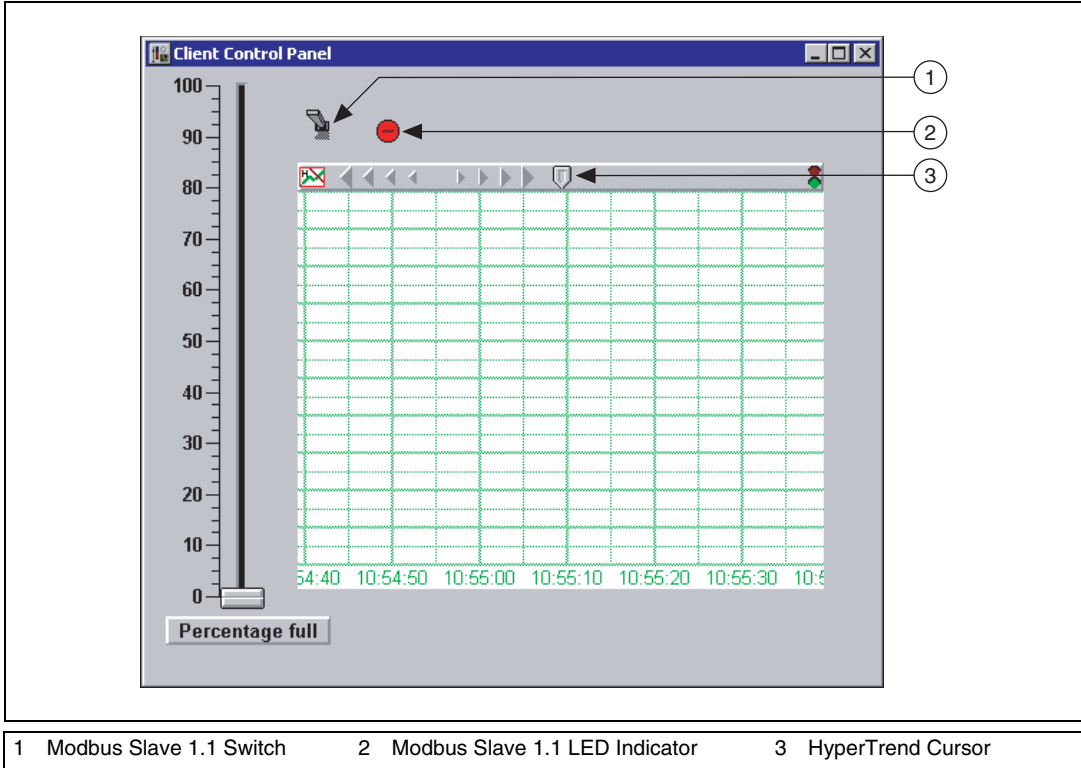 Client Control Panel
100
90
80
70
60
50
40
30
20
10
0
Percentage full
1
2
3
H
54:40 10:54:50 10:55:00 10:55:10 10:55:20 10:55:30 10:5
1 Modbus Slave 1.1 Switch 2 Modbus Slave 1.1 LED Indicator 3 HyperTrend Cursor